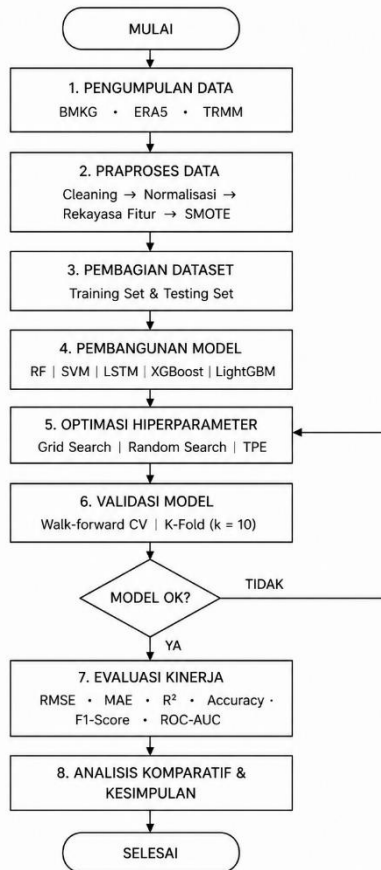 MULAI
1. PENGUMPULAN DATA
BMKG • ERA5 • TRMM
2. PRAPROSES DATA
Cleaning → Normalisasi →
Rekayasa Fitur → SMOTE
3. PEMBAGIAN DATASET
Training Set & Testing Set
4. PEMBANGUNAN MODEL
RF | SVM | LSTM | XGBoost | LightGBM
5. OPTIMASI HIPERPARAMETER
Grid Search | Random Search | TPE
6. VALIDASI MODEL
Walk-forward CV | K-Fold (k = 10)
MODEL OK?
TIDAK
YA
7. EVALUASI KINERJA
RMSE • MAE • R² • Accuracy ·
F1-Score • ROC-AUC
8. ANALISIS KOMPARATIF &
KESIMPULAN
SELESAI